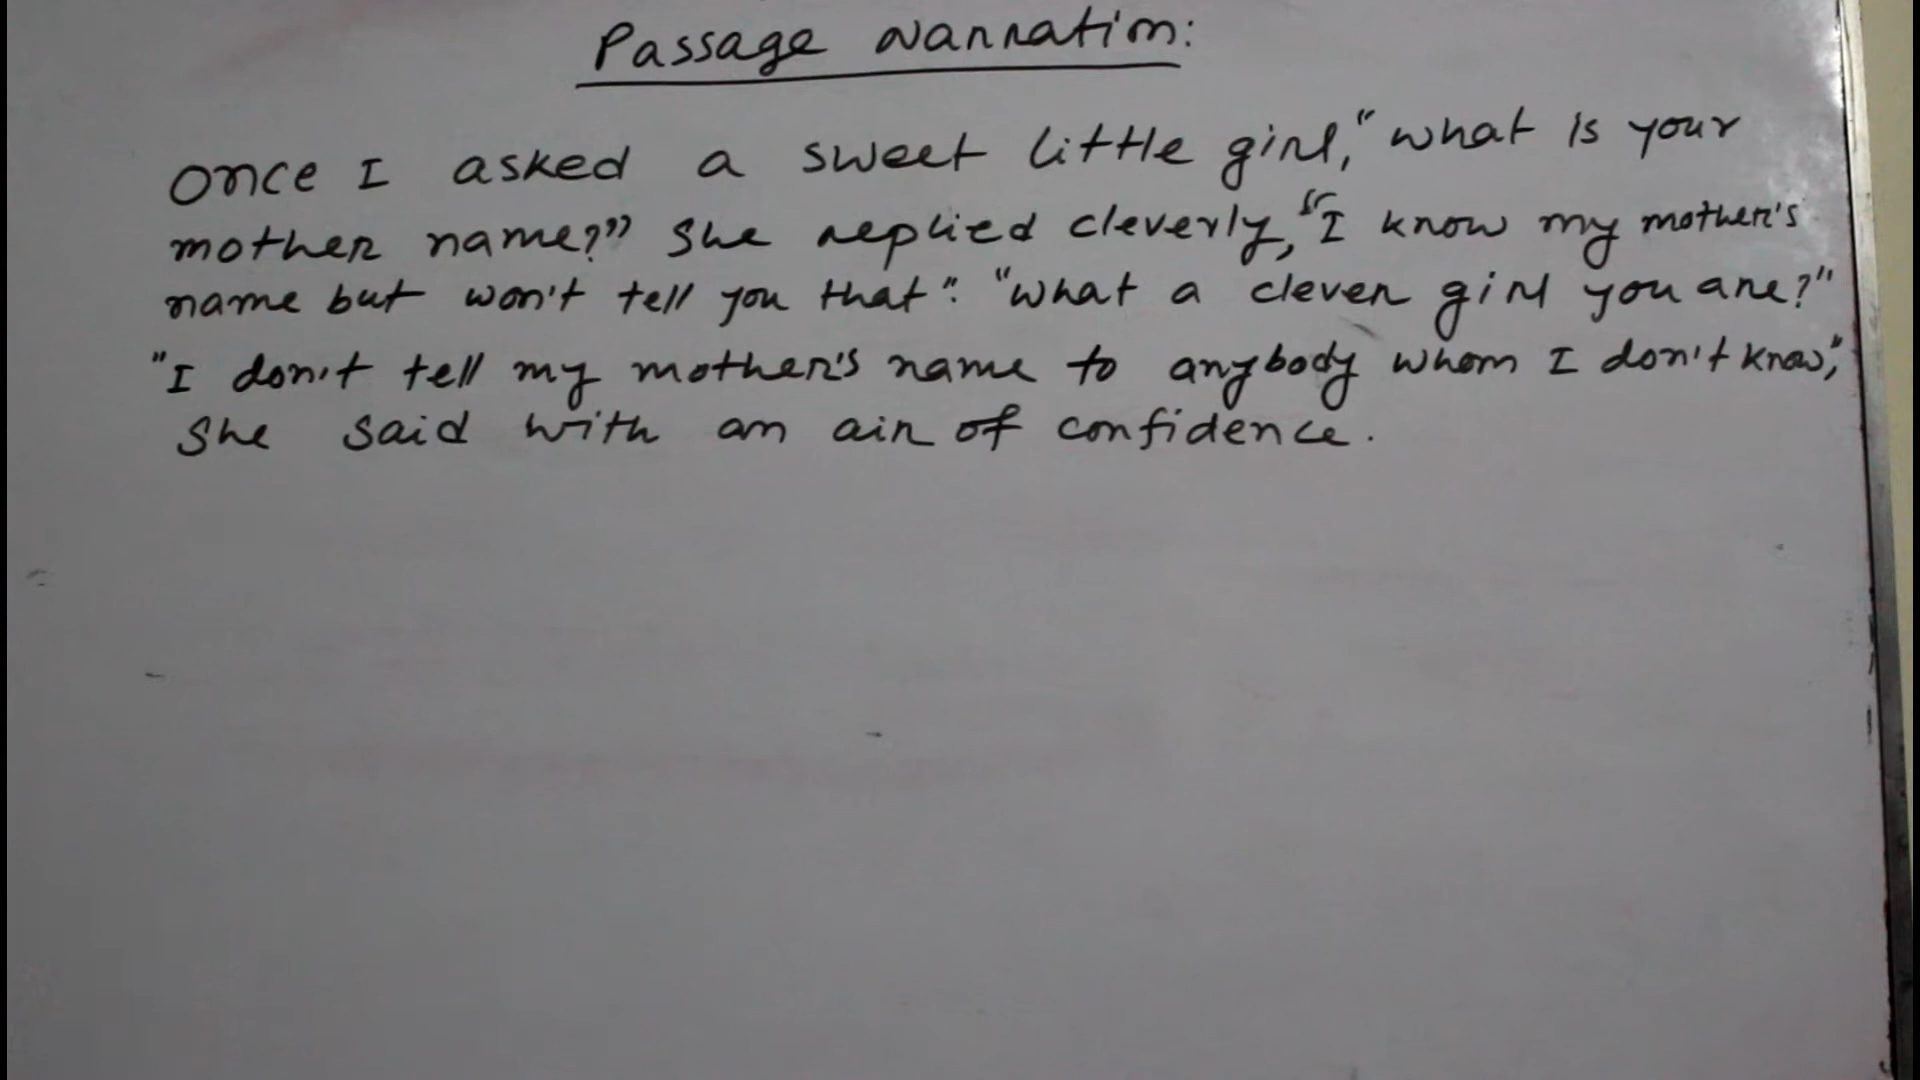 Passage Narration:
Once I asked a sweet little girl, "what is your
mother name?" She replied cleverly, "I know my mother's
name but won't tell you that". "What a clever girl you are?"
"I don't tell my mother's name to anybody whom I don't know,"
She said with an air of confidence.